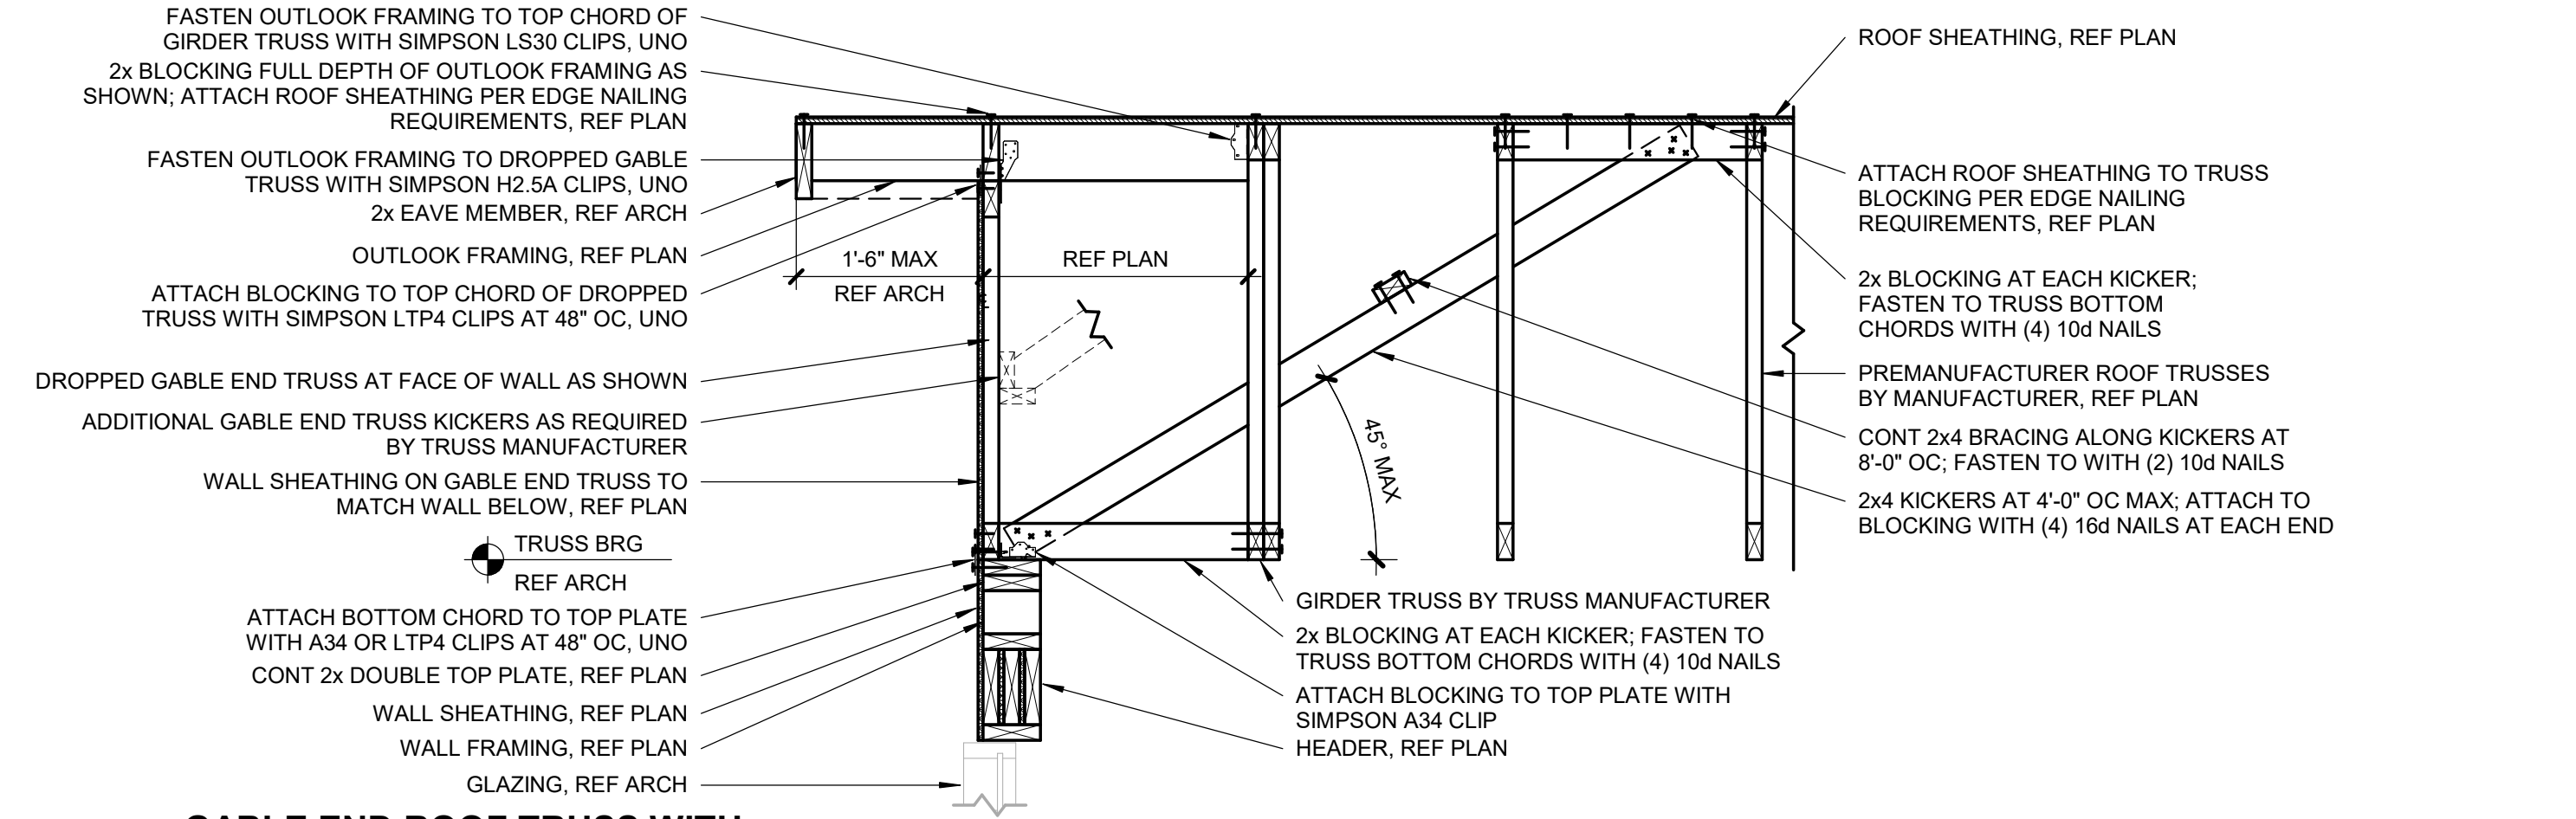 FASTEN OUTLOOK FRAMING TO TOP CHORD OF
GIRDER TRUSS WITH SIMPSON LS30 CLIPS, UNO
2x BLOCKING FULL DEPTH OF OUTLOOK FRAMING AS
SHOWN; ATTACH ROOF SHEATHING PER EDGE NAILING
REQUIREMENTS, REF PLAN
FASTEN OUTLOOK FRAMING TO DROPPED GABLE
TRUSS WITH SIMPSON H2.5A CLIPS, UNO
2x EAVE MEMBER, REF ARCH
OUTLOOK FRAMING, REF PLAN
ATTACH BLOCKING TO TOP CHORD OF DROPPED
TRUSS WITH SIMPSON LTP4 CLIPS AT 48" OC, UNO
DROPPED GABLE END TRUSS AT FACE OF WALL AS SHOWN
ADDITIONAL GABLE END TRUSS KICKERS AS REQUIRED
BY TRUSS MANUFACTURER
WALL SHEATHING ON GABLE END TRUSS TO
MATCH WALL BELOW, REF PLAN
TRUSS BRG
REF ARCH
ATTACH BOTTOM CHORD TO TOP PLATE
WITH A34 OR LTP4 CLIPS AT 48" OC, UNO
CONT 2x DOUBLE TOP PLATE, REF PLAN
WALL SHEATHING, REF PLAN
WALL FRAMING, REF PLAN
GLAZING, REF ARCH
GABLE END ROOF TRUSS WITH
1'-6" MAX
REF ARCH
REF PLAN
45° MAX
GIRDER TRUSS BY TRUSS MANUFACTURER
2x BLOCKING AT EACH KICKER; FASTEN TO
TRUSS BOTTOM CHORDS WITH (4) 10d NAILS
ATTACH BLOCKING TO TOP PLATE WITH
SIMPSON A34 CLIP
HEADER, REF PLAN
ROOF SHEATHING, REF PLAN
ATTACH ROOF SHEATHING TO TRUSS
BLOCKING PER EDGE NAILING
REQUIREMENTS, REF PLAN
2x BLOCKING AT EACH KICKER;
FASTEN TO TRUSS BOTTOM
CHORDS WITH (4) 10d NAILS
PREMANUFACTURER ROOF TRUSSES
BY MANUFACTURER, REF PLAN
CONT 2x4 BRACING ALONG KICKERS AT
8'-0" OC; FASTEN TO WITH (2) 10d NAILS
2x4 KICKERS AT 4'-0" OC MAX; ATTACH TO
BLOCKING WITH (4) 16d NAILS AT EACH END